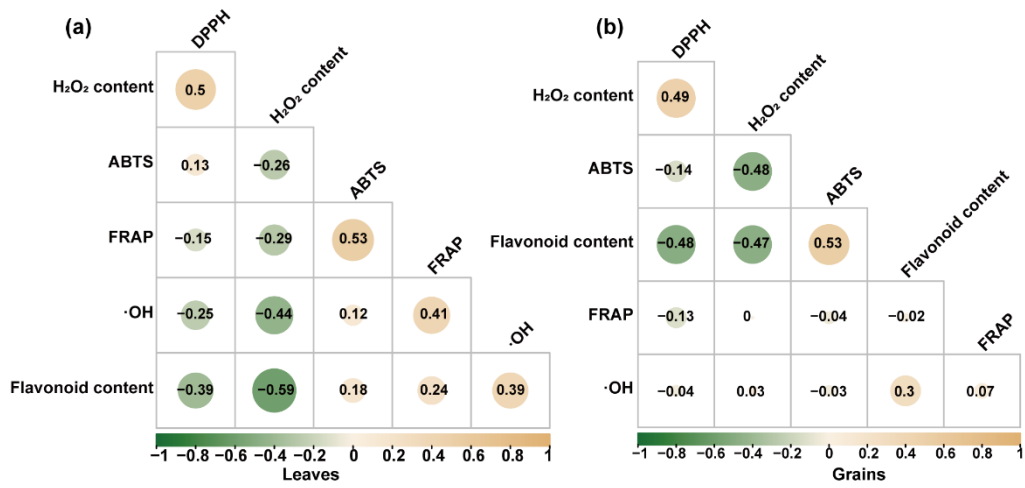 (a)
DPPH
H₂O₂ content
0.5
H₂O₂ content
ABTS
0.13
−0.26
ABTS
FRAP
−0.15
−0.29
0.53
FRAP
·OH
−0.25
−0.44
0.12
0.41
·OH
Flavonoid content
−0.39
−0.59
0.18
0.24
0.39
−1 −0.8 −0.6 −0.4 −0.2 0 0.2 0.4 0.6 0.8 1
Leaves
(b)
DPPH
H₂O₂ content
0.49
H₂O₂ content
ABTS
−0.14
−0.48
ABTS
Flavonoid content
−0.48
−0.47
0.53
Flavonoid content
FRAP
−0.13
0
−0.04
−0.02
FRAP
·OH
−0.04
0.03
−0.03
0.3
0.07
−1 −0.8 −0.6 −0.4 −0.2 0 0.2 0.4 0.6 0.8 1
Grains